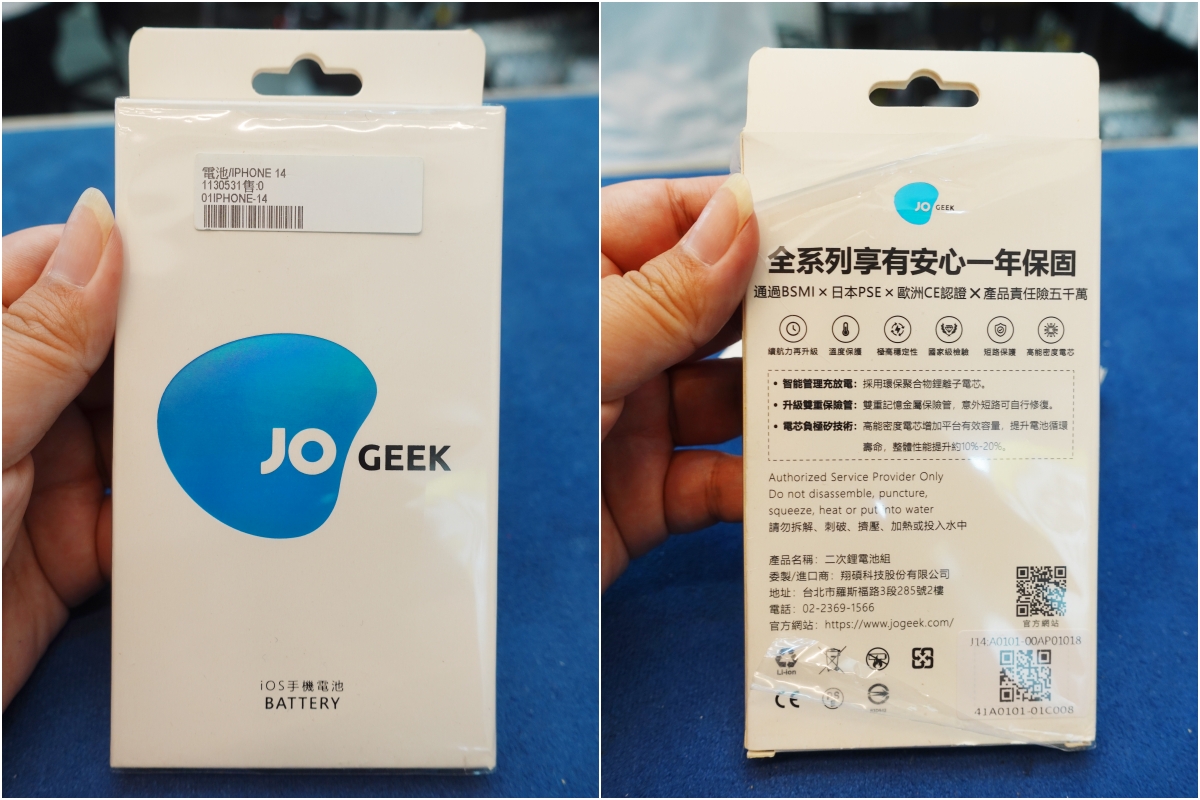 電池/IPHONE 14
1130531售:0
01IPHONE-14
JO GEEK
iOS手機電池
BATTERY
JO GEEK
全系列享有安心一年保固
通過BSMI × 日本PSE × 歐洲CE認證 × 產品責任險五千萬
續航力再升級 溫度保護 極高穩定性 國家級檢驗 短路保護 高能密度電芯
• 智能管理充放電：採用環保聚合物鋰離子電芯。
• 升級雙重保險管：雙重記憶金屬保險管，意外短路可自行修復。
• 電芯負極矽技術：高能密度電芯增加平台有效容量，提升電池循環
壽命，整體性能提升約10%-20%。
Authorized Service Provider Only
Do not disassemble, puncture,
squeeze, heat or put into water
請勿拆解、刺破、擠壓、加熱或投入水中
產品名稱：二次鋰電池組
委製/進口商：翔碩科技股份有限公司
地址：台北市羅斯福路3段285號2樓
電話：02-2369-1566
官方網站：https://www.jogeek.com/
官方網站
J14:A0101-00AP01018
Li-ion
CE
41A0101-01C008